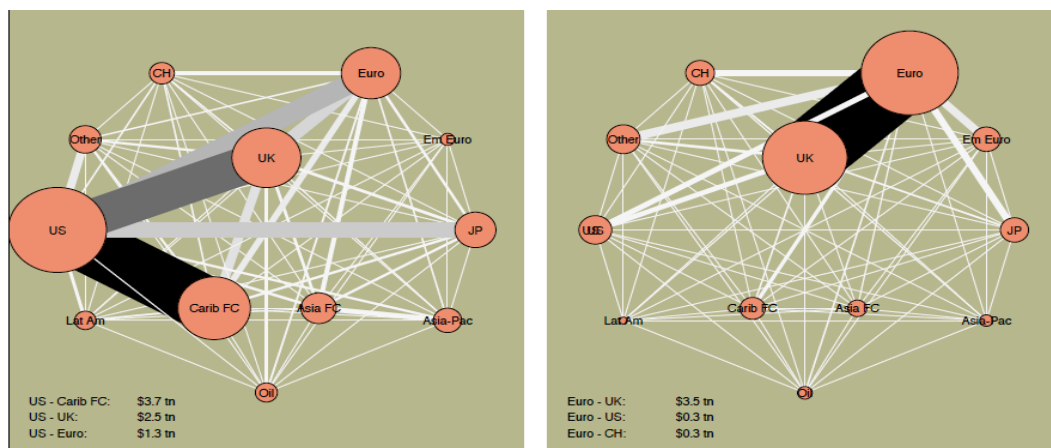 CH
Euro
Other
UK
Em Euro
US
JP
Carib FC
Asia FC
Lat Am
Asia-Pac
Oil
US - Carib FC: $3.7 tn
US - UK: $2.5 tn
US - Euro: $1.3 tn
CH
Euro
Other
UK
Em Euro
US
JP
Carib FC
Asia FC
Lat Am
Asia-Pac
Oil
Euro - UK: $3.5 tn
Euro - US: $0.3 tn
Euro - CH: $0.3 tn